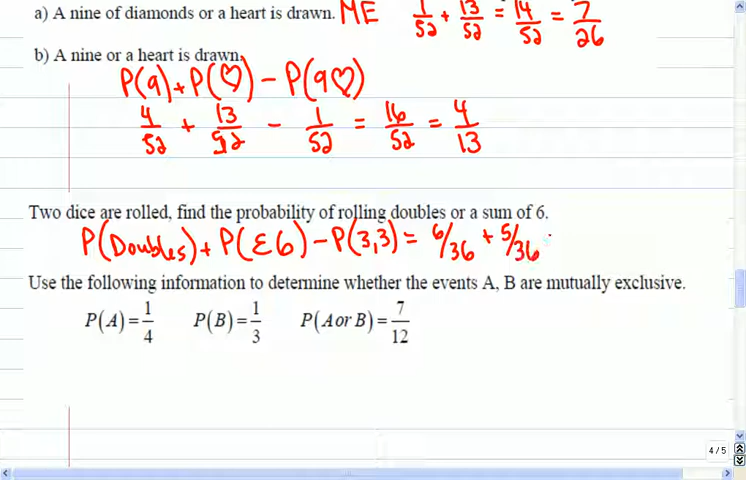 a) A nine of diamonds or a heart is drawn. ME 1/52 + 13/52 = 14/52 = 7/26
b) A nine or a heart is drawn.
P(9) + P(♡) - P(9♡)
4/52 + 13/52 - 1/52 = 16/52 = 4/13
Two dice are rolled, find the probability of rolling doubles or a sum of 6.
P(Doubles) + P(Σ6) - P(3,3) = 6/36 + 5/36
Use the following information to determine whether the events A, B are mutually exclusive.
P(A)=1/4 P(B)=1/3 P(A or B)=7/12
4/5